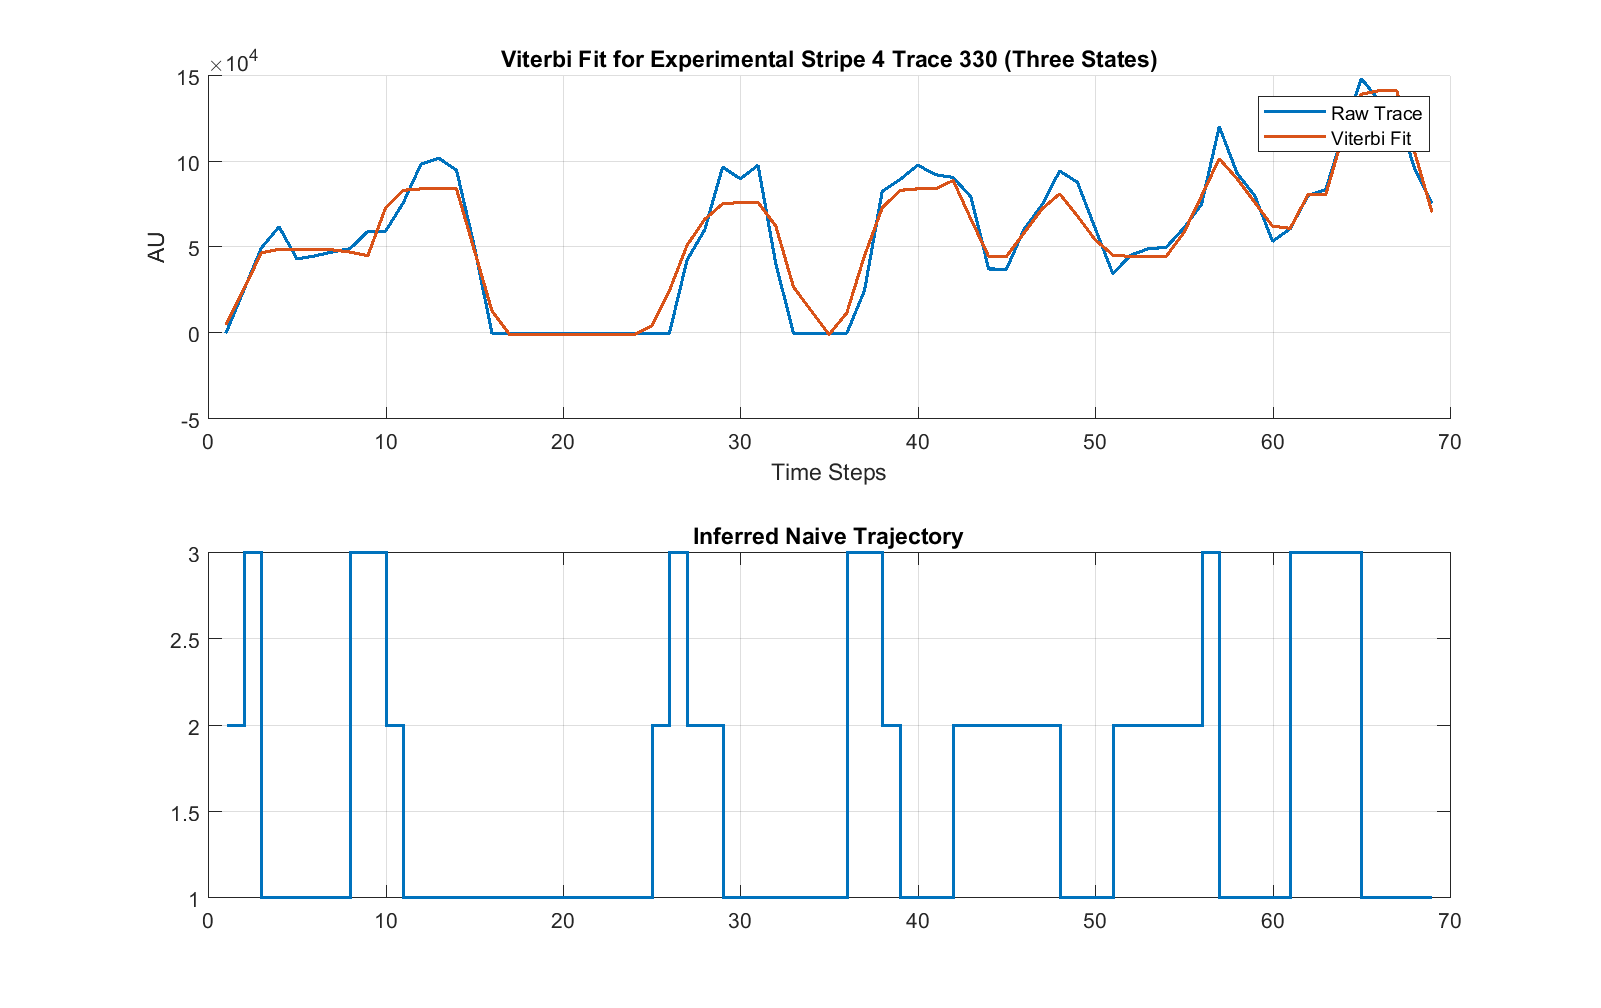 Viterbi Fit for Experimental Stripe 4 Trace 330 (Three States)
×10^4
15
10
5
0
-5
AU
Raw Trace
Viterbi Fit
0 10 20 30 40 50 60 70
Time Steps
Inferred Naive Trajectory
3
2.5
2
1.5
1
0 10 20 30 40 50 60 70